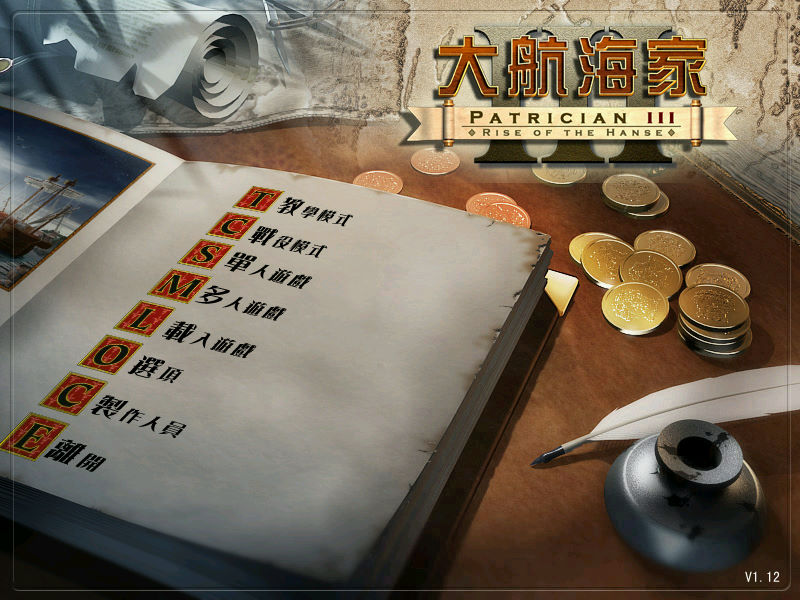 大航海家
III
PATRICIAN III
RISE OF THE HANSE
T 教學模式
C 戰役模式
S 單人遊戲
M 多人遊戲
L 載入遊戲
O 選項
C 製作人員
E 離開
V1.12